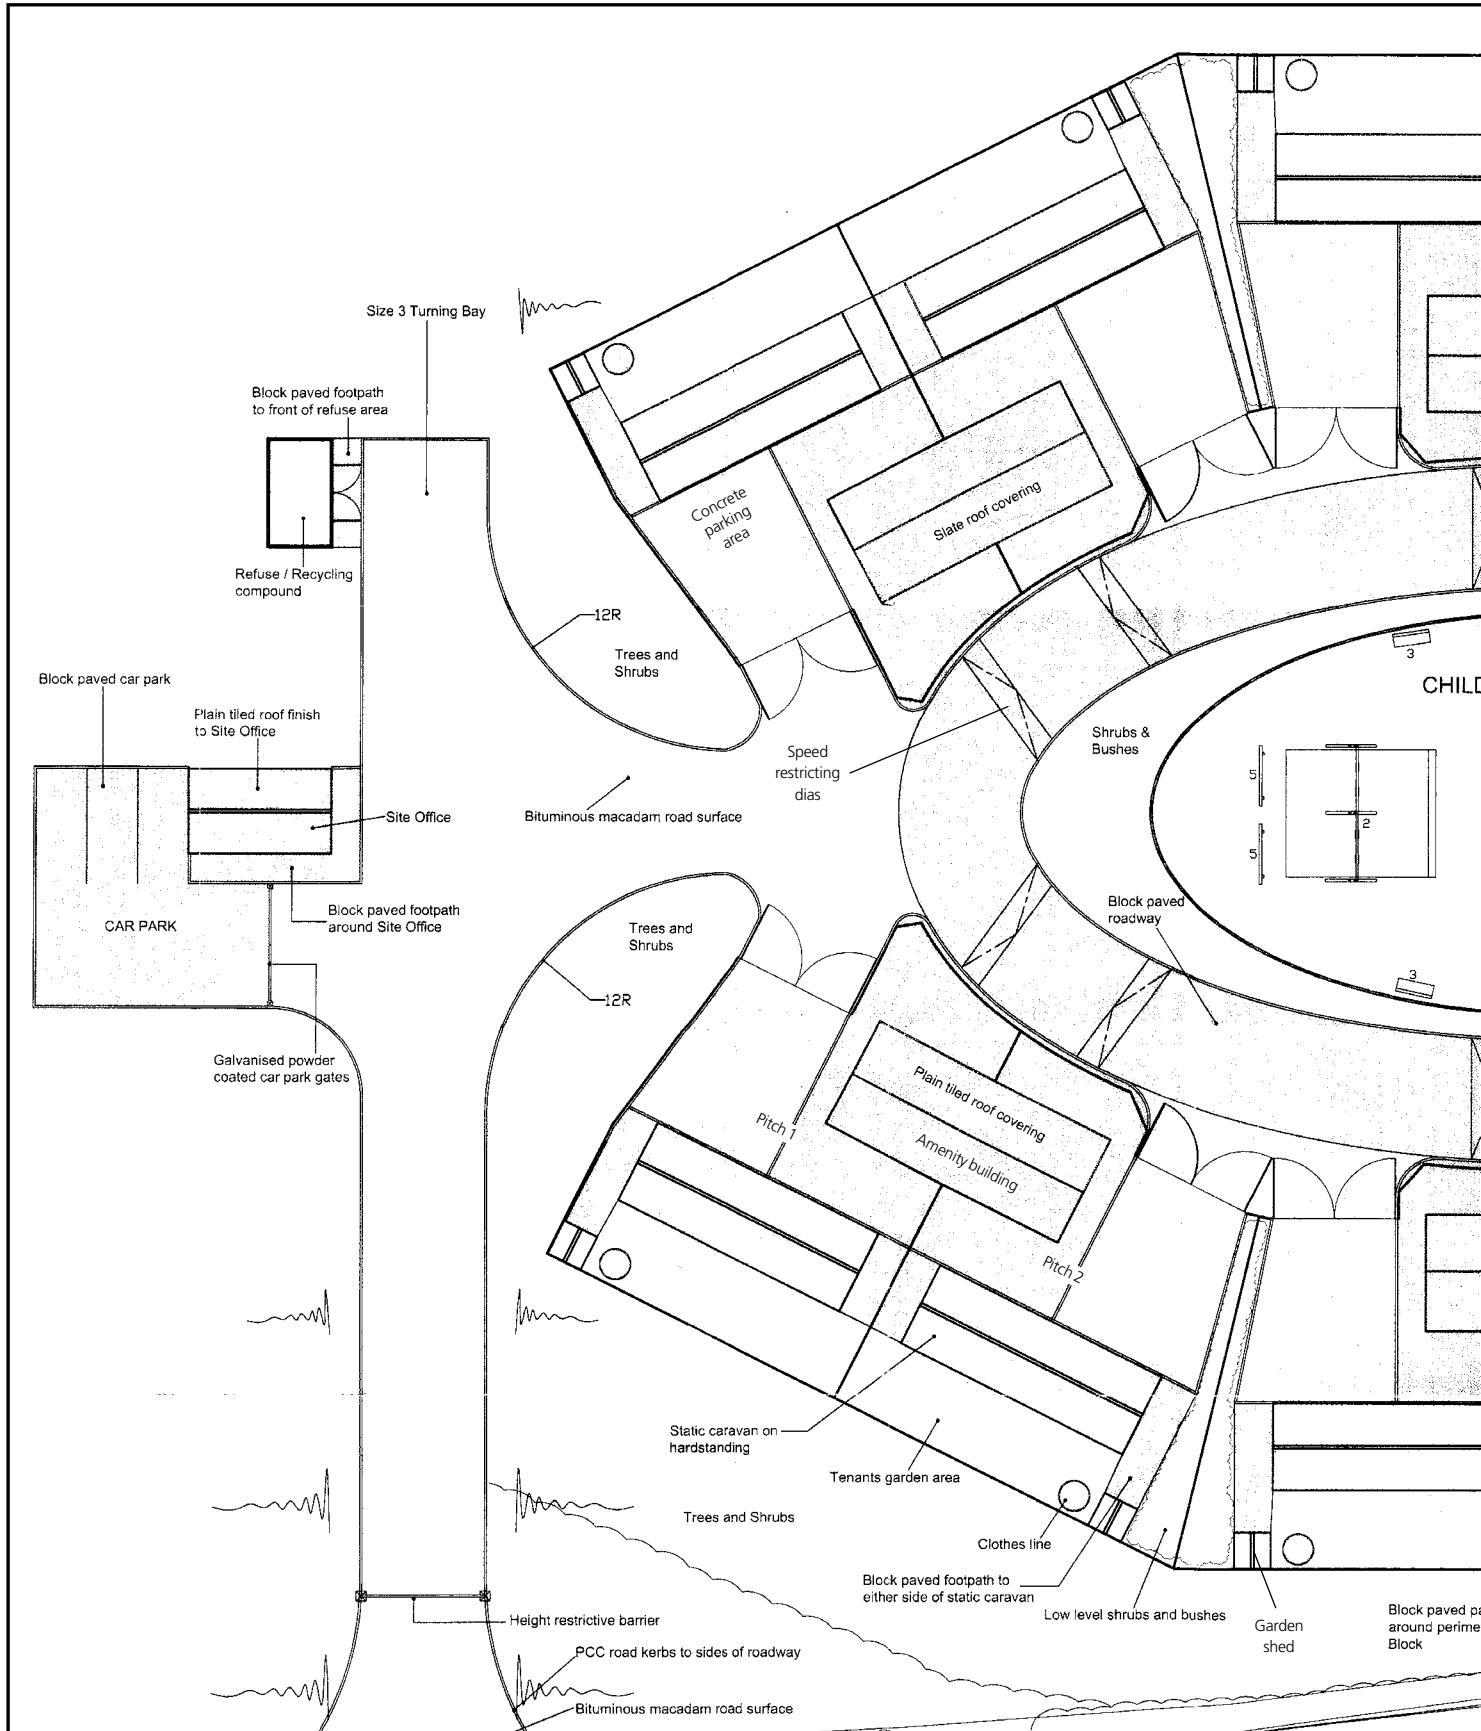 Size 3 Turning Bay
Block paved footpath
to front of refuse area
Concrete
parking
area
Slate roof covering
Refuse / Recycling
compound
12R
Trees and
Shrubs
3
CHILD
Block paved car park
Plain tiled roof finish
to Site Office
Speed
restricting
dias
Shrubs &
Bushes
5
2
5
Site Office
Bituminous macadam road surface
CAR PARK
Block paved footpath
around Site Office
Trees and
Shrubs
Block paved
roadway
12R
3
Galvanised powder
coated car park gates
Pitch 1
Plain tiled roof covering
Amenity building
Pitch 2
Static caravan on
hardstanding
Tenants garden area
Trees and Shrubs
Clothes line
Block paved footpath to
either side of static caravan
Low level shrubs and bushes
Garden
shed
Block paved pa
around perime
Block
Height restrictive barrier
PCC road kerbs to sides of roadway
Bituminous macadam road surface